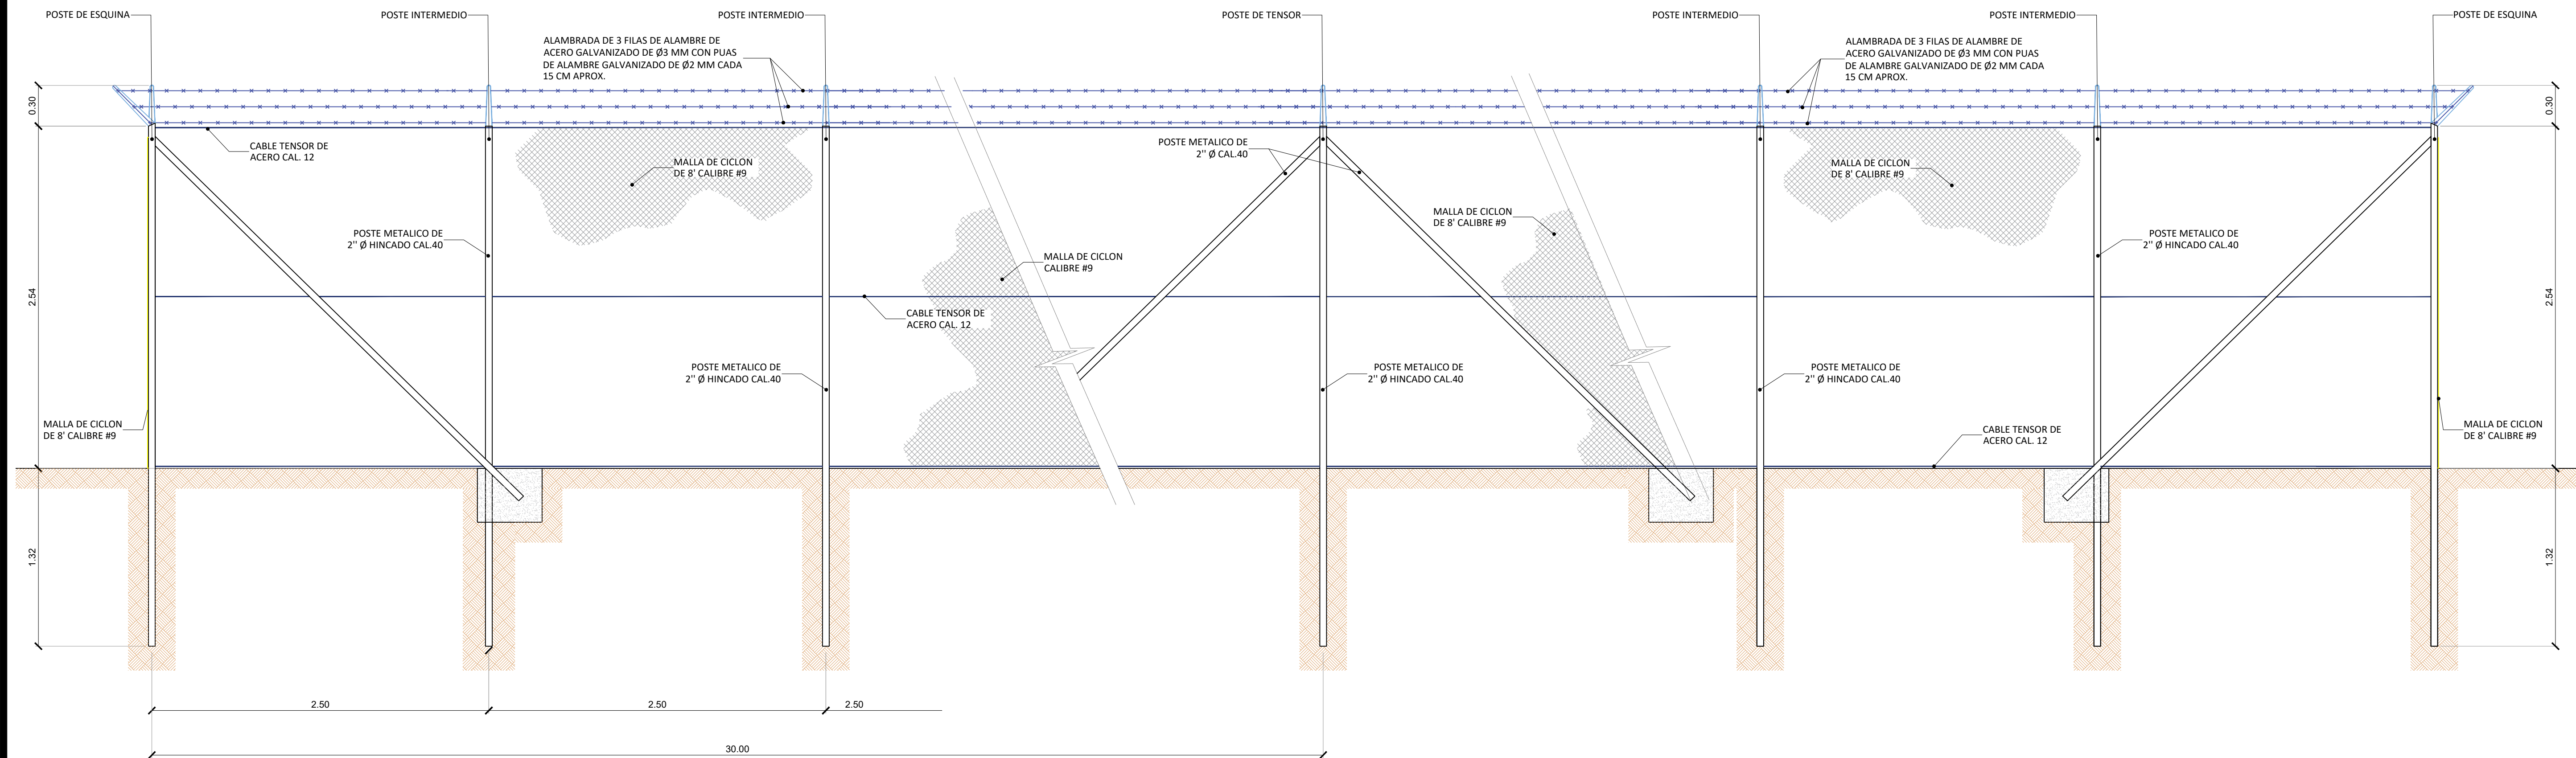 POSTE DE ESQUINA
POSTE INTERMEDIO
POSTE INTERMEDIO
POSTE DE TENSOR
POSTE INTERMEDIO
POSTE INTERMEDIO
POSTE DE ESQUINA
ALAMBRADA DE 3 FILAS DE ALAMBRE DE
ACERO GALVANIZADO DE Ø3 MM CON PUAS
DE ALAMBRE GALVANIZADO DE Ø2 MM CADA
15 CM APROX.
ALAMBRADA DE 3 FILAS DE ALAMBRE DE
ACERO GALVANIZADO DE Ø3 MM CON PUAS
DE ALAMBRE GALVANIZADO DE Ø2 MM CADA
15 CM APROX.
0.30
0.30
CABLE TENSOR DE
ACERO CAL. 12
MALLA DE CICLON
DE 8' CALIBRE #9
POSTE METALICO DE
2'' Ø CAL.40
MALLA DE CICLON
DE 8' CALIBRE #9
MALLA DE CICLON
DE 8' CALIBRE #9
POSTE METALICO DE
2'' Ø HINCADO CAL.40
POSTE METALICO DE
2'' Ø HINCADO CAL.40
MALLA DE CICLON
CALIBRE #9
2.54
2.54
CABLE TENSOR DE
ACERO CAL. 12
POSTE METALICO DE
2'' Ø HINCADO CAL.40
POSTE METALICO DE
2'' Ø HINCADO CAL.40
POSTE METALICO DE
2'' Ø HINCADO CAL.40
MALLA DE CICLON
DE 8' CALIBRE #9
CABLE TENSOR DE
ACERO CAL. 12
MALLA DE CICLON
DE 8' CALIBRE #9
1.32
1.32
2.50
2.50
2.50
30.00